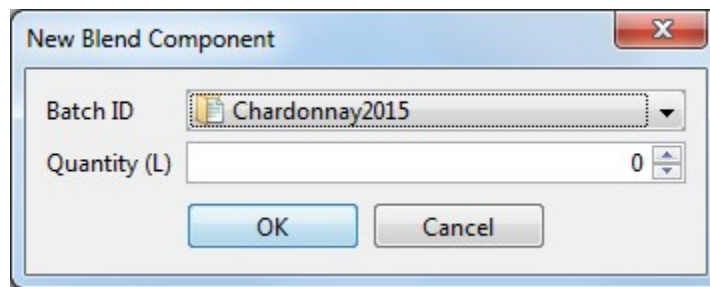 New Blend Component
Batch ID Chardonnay2015
Quantity (L) 0
OK Cancel